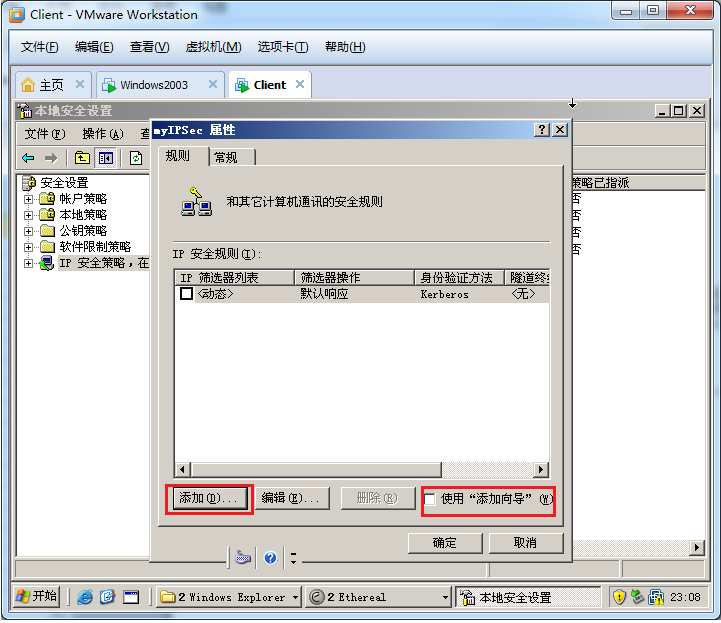 Client - VMware Workstation
文件(F) 编辑(E) 查看(V) 虚拟机(M) 选项卡(T) 帮助(H)
主页 Windows2003 Client
本地安全设置
文件(F) 操作(A) 查
myIPSec 属性
规则 常规
安全设置
帐户策略
本地策略
公钥策略
软件限制策略
IP 安全策略，在
策略已指派
否
否
否
否
和其它计算机通讯的安全规则
IP 安全规则(I):
IP 筛选器列表 筛选器操作 身份验证方法 隧道终
<动态> 默认响应 Kerberos <无>
添加(D)... 编辑(E)... 删除(R) 使用“添加向导”(W)
确定 取消
开始 2 Windows Explorer 2 Ethereal 本地安全设置 23:08